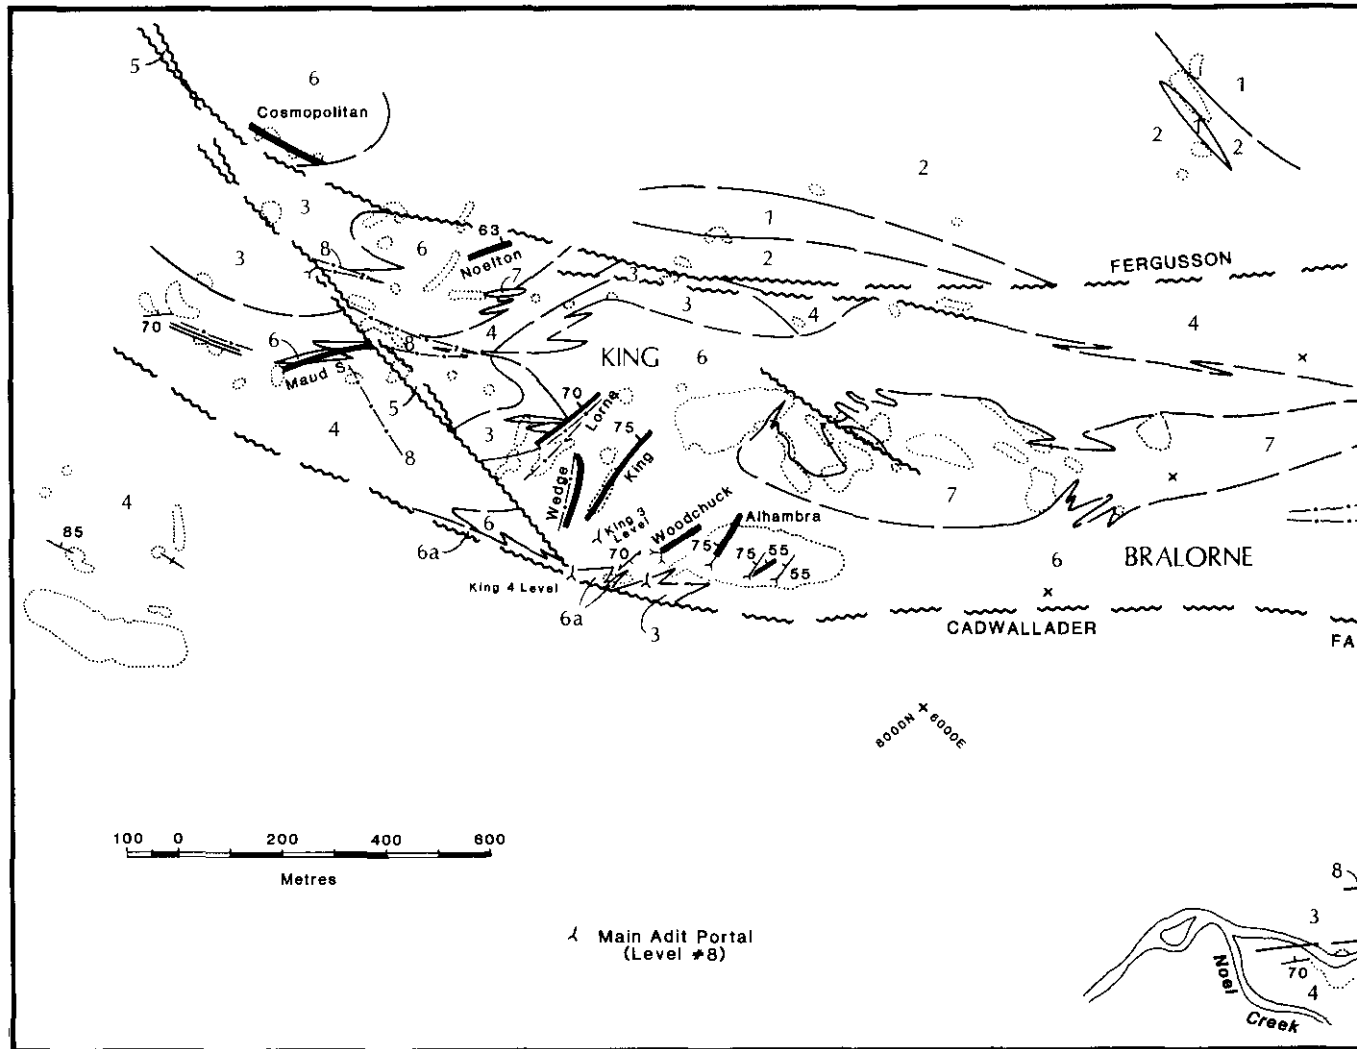 5
6
Cosmopolitan
1
2
1
2
2
3
1
63
6
Noelton
8
3
7
2
3
FERGUSSON
3
4
4
4
70
6
8
KING
6
Maud S.
5
70
Lorne
4
3
75
King
8
Wedge
7
7
4
King 3
Level
Woodchuck
Alhambra
85
6
6a
70
75
75
55
55
6
BRALORNE
King 4 Level
6a
3
CADWALLADER
FA
8000N
6000E
100 0 200 400 600
Metres
8
Main Adit Portal
(Level #8)
3
70
4
Noel
Creek